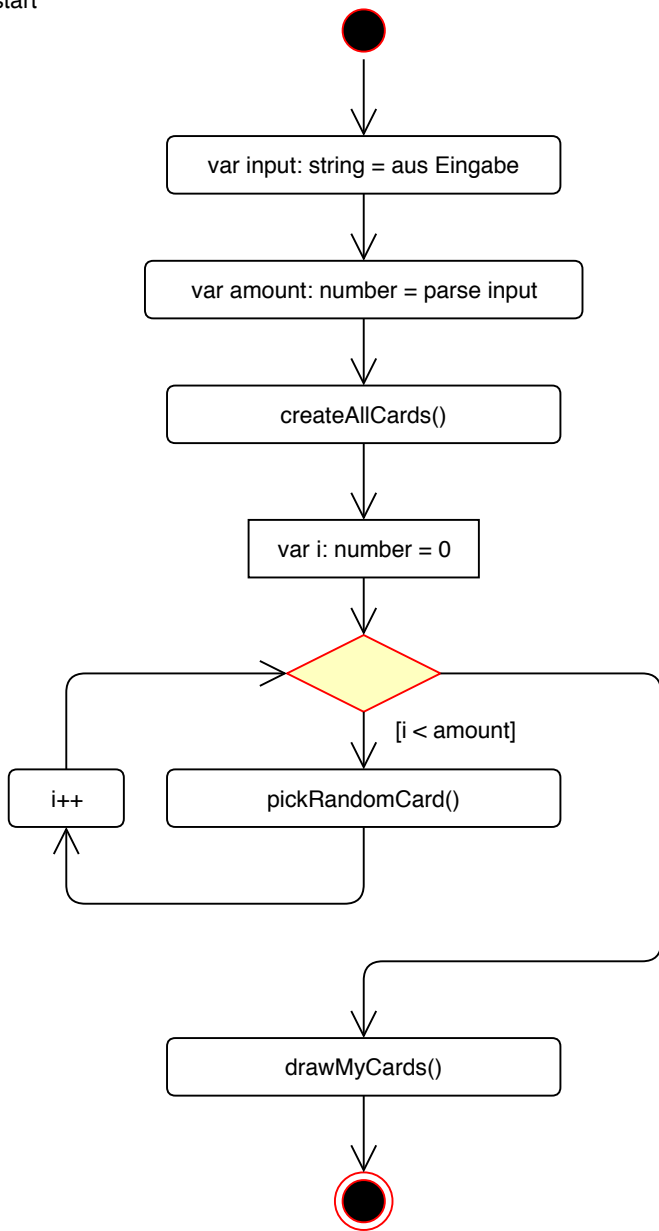 start
var input: string = aus Eingabe
var amount: number = parse input
createAllCards()
var i: number = 0
[i < amount]
i++
pickRandomCard()
drawMyCards()